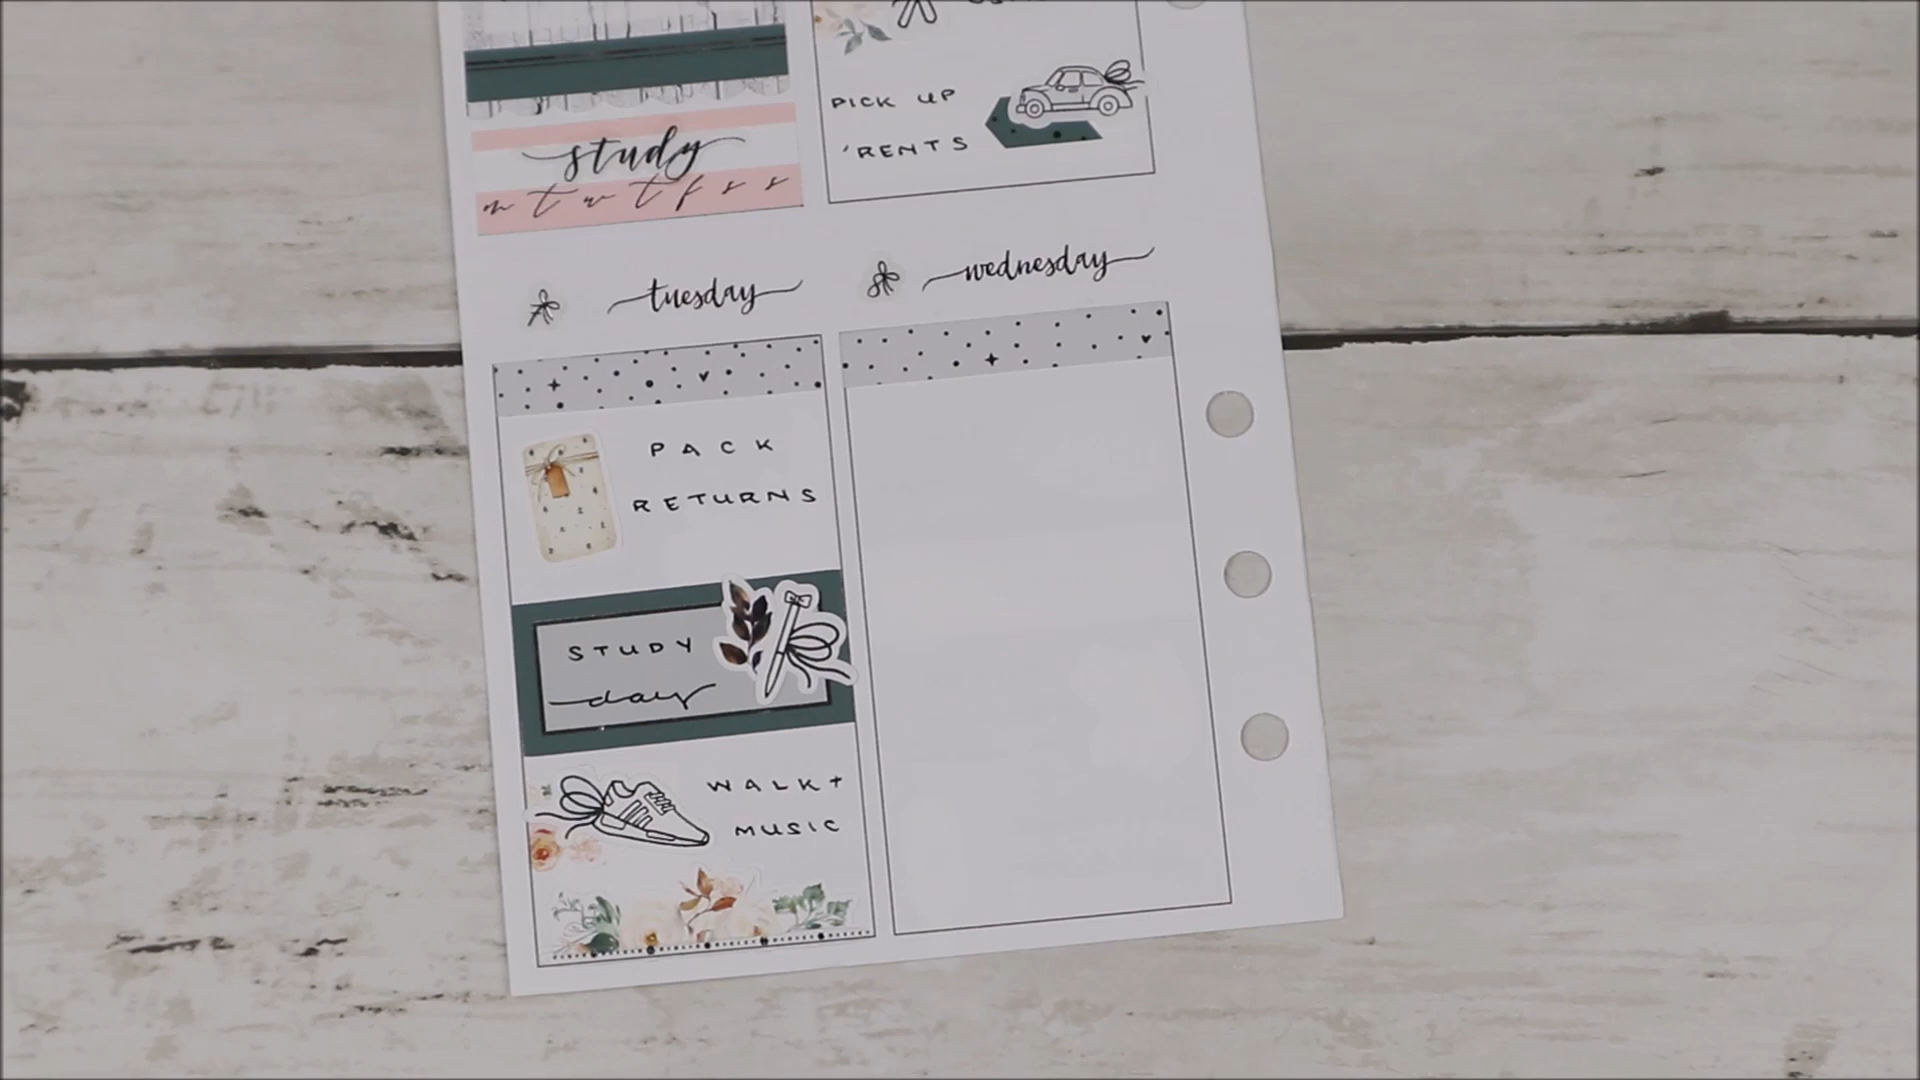 study
m t w t f s s
PICK UP
'RENTS
tuesday
PACK
RETURNS
STUDY
day
WALK +
MUSIC
wednesday